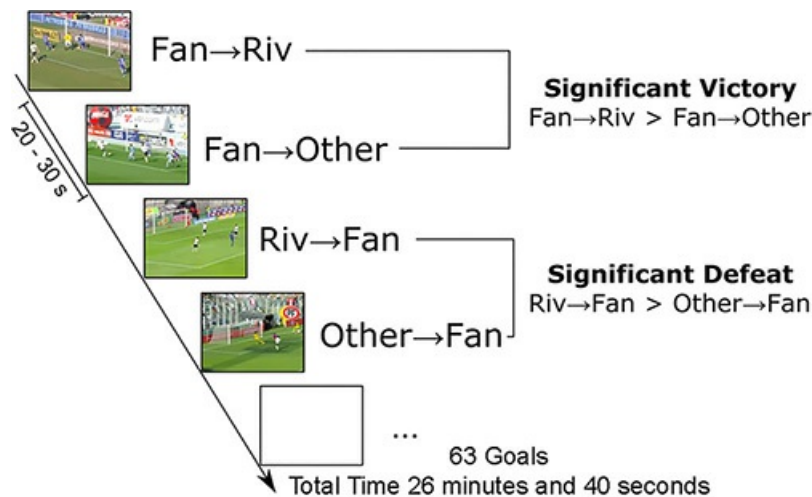 Fan→Riv
Significant Victory
Fan→Riv > Fan→Other
Fan→Other
20 - 30 s
Riv→Fan
Significant Defeat
Riv→Fan > Other→Fan
Other→Fan
...
63 Goals
Total Time 26 minutes and 40 seconds